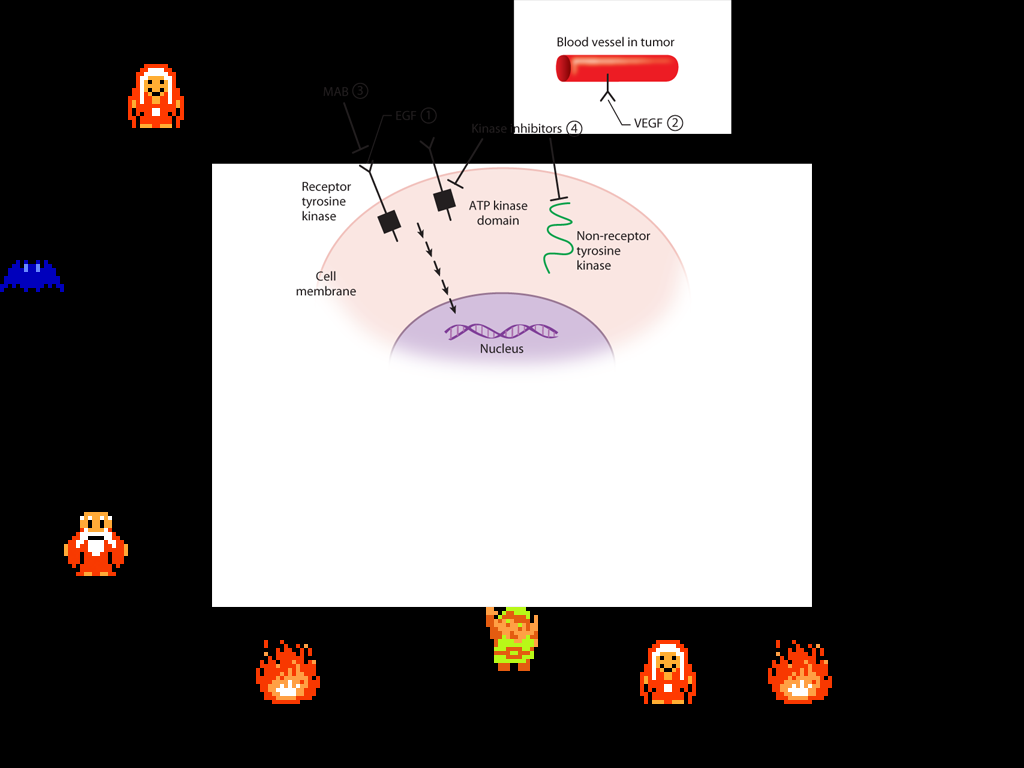 Blood vessel in tumor
VEGF ②
MAB ③
EGF ①
Kinase inhibitors ④
Receptor
tyrosine
kinase
ATP kinase
domain
Non-receptor
tyrosine
kinase
Cell
membrane
Nucleus